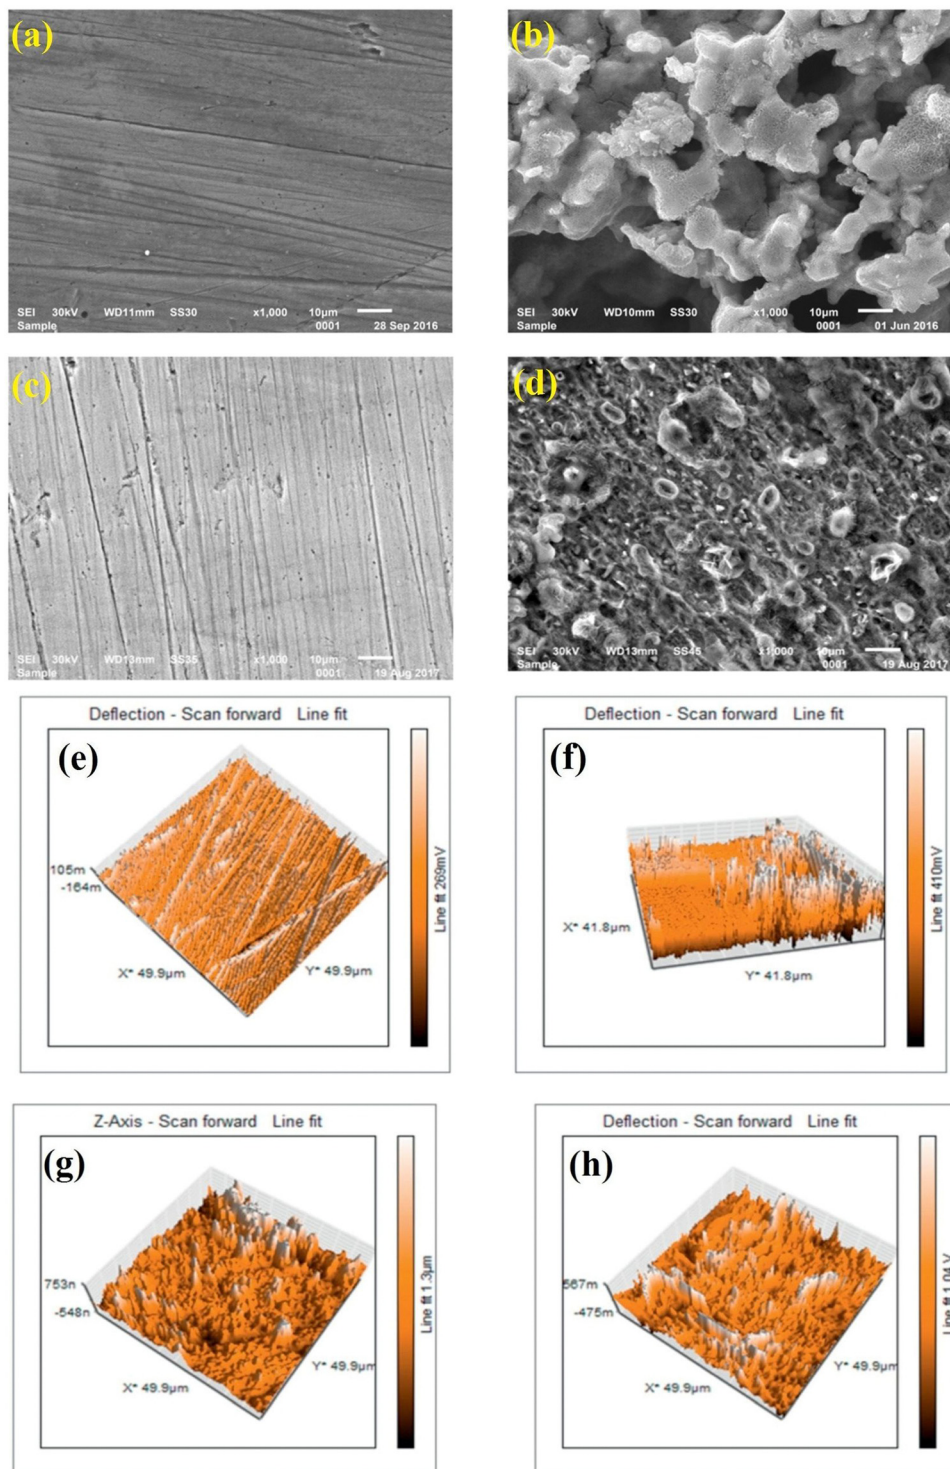 (a)
SEI 30kV WD11mm SS30 x1,000 10µm
Sample 0001 28 Sep 2016
(b)
SEI 30kV WD10mm SS30 x1,000 10µm
Sample 0001 01 Jun 2016
(c)
SEI 30kV WD13mm SS35 x1,000 10µm
Sample 0001 19 Aug 2017
(d)
SEI 30kV WD13mm SS45 x1,000 10µm
Sample 0001 19 Aug 2017
Deflection - Scan forward Line fit
(e)
105m
-164m
X* 49.9µm
Y* 49.9µm
Line fit 269mV
Deflection - Scan forward Line fit
(f)
X* 41.8µm
Y* 41.8µm
Line fit 410mV
Z-Axis - Scan forward Line fit
(g)
753n
-548n
X* 49.9µm
Y* 49.9µm
Line fit 1.3µm
Deflection - Scan forward Line fit
(h)
567m
-475m
X* 49.9µm
Y* 49.9µm
Line fit 1.04 V